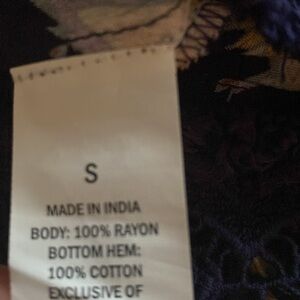 S
MADE IN INDIA
BODY: 100% RAYON
BOTTOM HEM:
100% COTTON
EXCLUSIVE OF